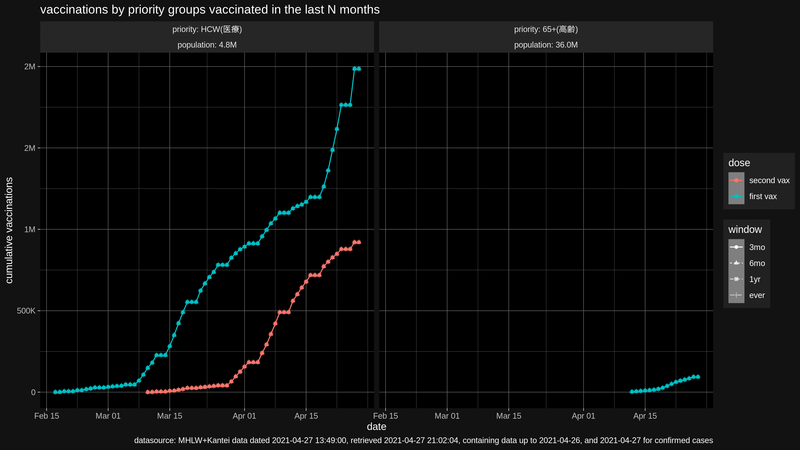 vaccinations by priority groups vaccinated in the last N months
priority: HCW(医療)
population: 4.8M
priority: 65+(高齢)
population: 36.0M
2M
2M
1M
500K
0
cumulative vaccinations
Feb 15
Mar 01
Mar 15
Apr 01
Apr 15
Feb 15
Mar 01
Mar 15
Apr 01
Apr 15
date
dose
second vax
first vax
window
3mo
6mo
1yr
ever
datasource: MHLW+Kantei data dated 2021-04-27 13:49:00, retrieved 2021-04-27 21:02:04, containing data up to 2021-04-26, and 2021-04-27 for confirmed cases